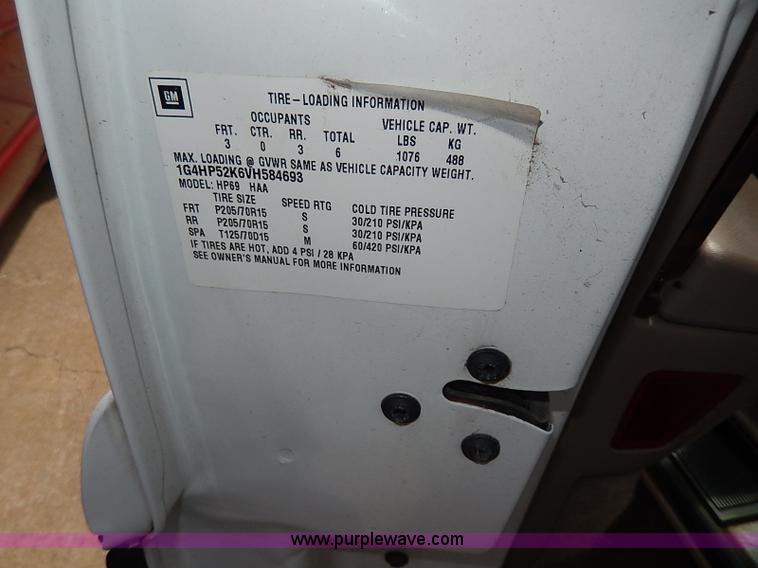 GM
TIRE-LOADING INFORMATION
OCCUPANTS VEHICLE CAP. WT.
FRT. CTR. RR. TOTAL LBS KG
3 0 3 6 1076 488
MAX. LOADING @ GVWR SAME AS VEHICLE CAPACITY WEIGHT.
1G4HP52K6VH584693
MODEL: HP69 HAA
TIRE SIZE SPEED RTG COLD TIRE PRESSURE
FRT P205/70R15 S 30/210 PSI/KPA
RR P205/70R15 S 30/210 PSI/KPA
SPA T125/70D15 M 60/420 PSI/KPA
IF TIRES ARE HOT, ADD 4 PSI / 28 KPA
SEE OWNER'S MANUAL FOR MORE INFORMATION
www.purplewave.com